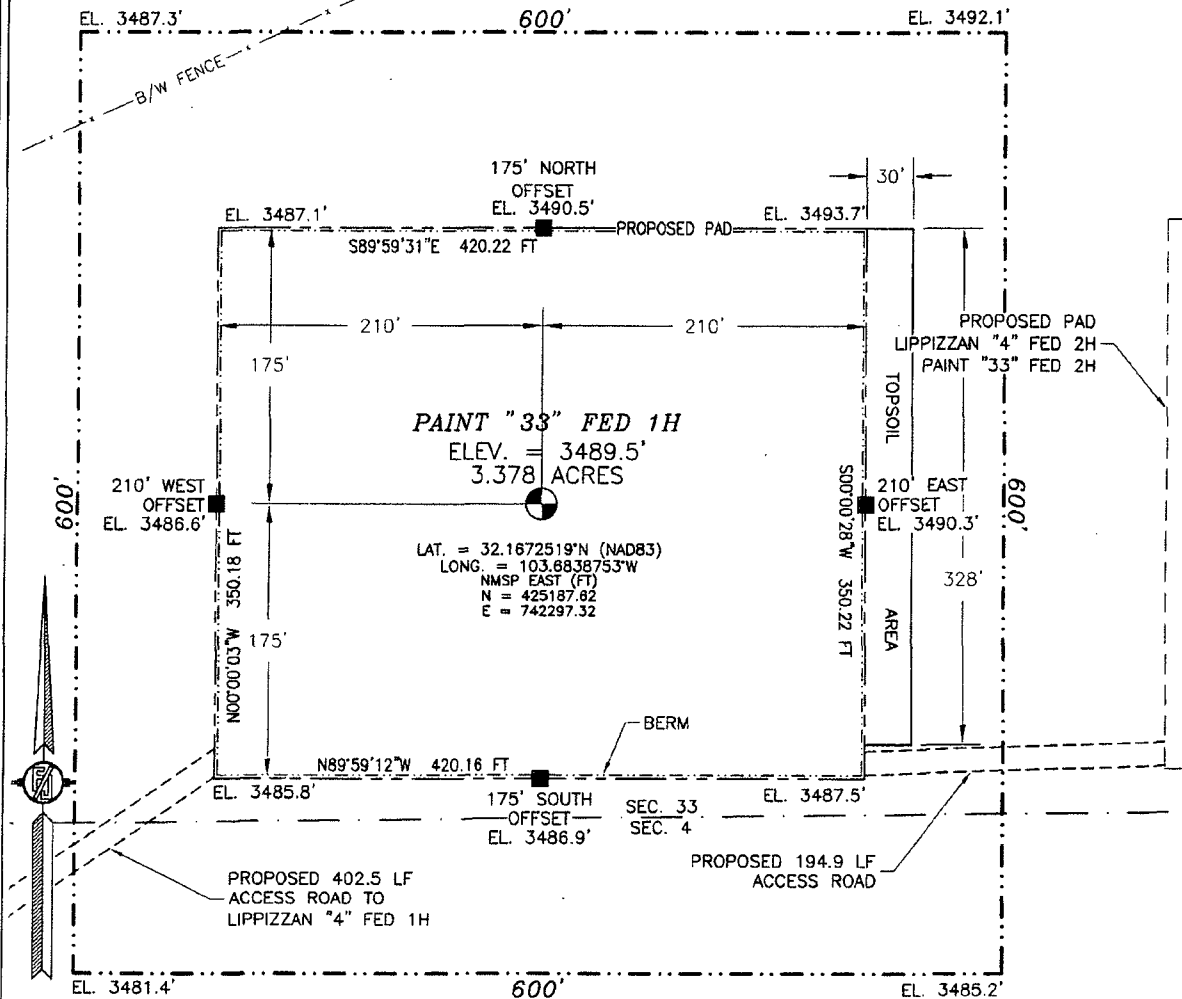 EL. 3487.3'
600'
EL. 3492.1'
B/W FENCE
175' NORTH
OFFSET
EL. 3490.5'
30'
EL. 3487.1'
EL. 3493.7'
PROPOSED PAD
S89°59'31"E 420.22 FT
210'
210'
PROPOSED PAD
LIPPIZZAN "4" FED 2H
PAINT "33" FED 2H
175'
TOPSOIL
AREA
PAINT "33" FED 1H
ELEV. = 3489.5'
3.378 ACRES
600'
210' WEST
OFFSET
EL. 3486.6'
S00°00'28"W 350.22 FT
210' EAST
OFFSET
EL. 3490.3'
600'
LAT. = 32.1672519°N (NAD83)
LONG. = 103.6838753°W
NMSP EAST (FT)
N = 425187.62
E = 742297.32
N00°00'03"W 350.18 FT
328'
175'
BERM
N89°59'12"W 420.16 FT
EL. 3485.8'
EL. 3487.5'
175' SOUTH
OFFSET
EL. 3486.9'
SEC. 33
SEC. 4
PROPOSED 402.5 LF
ACCESS ROAD TO
LIPPIZZAN "4" FED 1H
PROPOSED 194.9 LF
ACCESS ROAD
EL. 3481.4'
600'
EL. 3485.2'